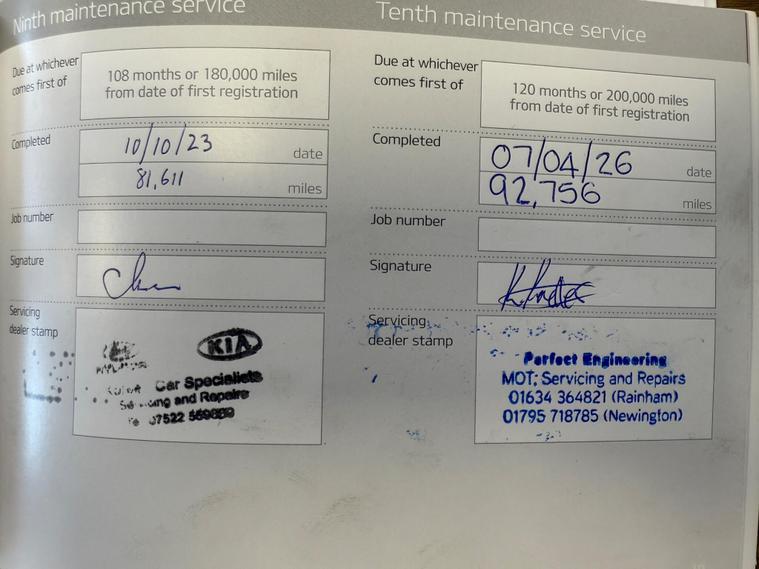 Ninth maintenance service
Due at whichever
comes first of
108 months or 180,000 miles
from date of first registration
Completed
10/10/23
date
81,611
miles
Job number
Signature
Servicing
dealer stamp
KIA
Car Specialists
and Repairs
07522
Tenth maintenance service
Due at whichever
comes first of
120 months or 200,000 miles
from date of first registration
Completed
07/04/26
date
92,756
miles
Job number
Signature
Servicing
dealer stamp
Perfect Engineering
MOT; Servicing and Repairs
01634 364821 (Rainham)
01795 718785 (Newington)